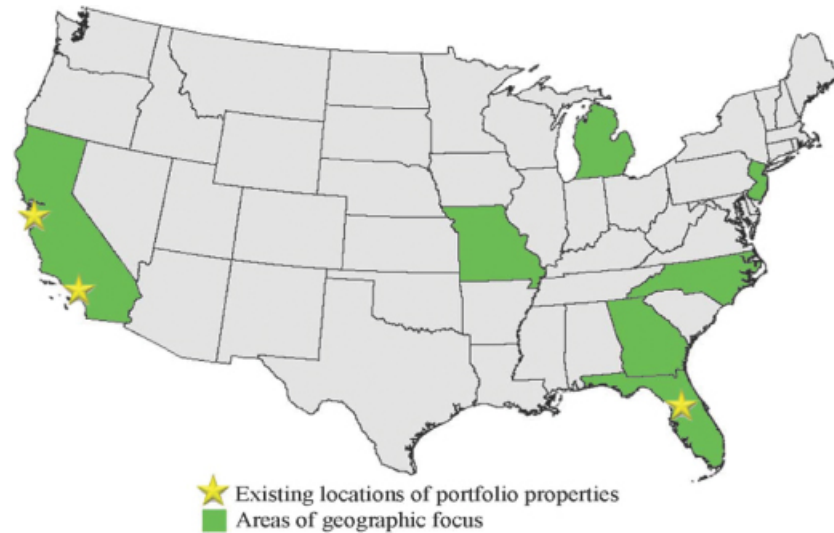 Existing locations of portfolio properties
Areas of geographic focus